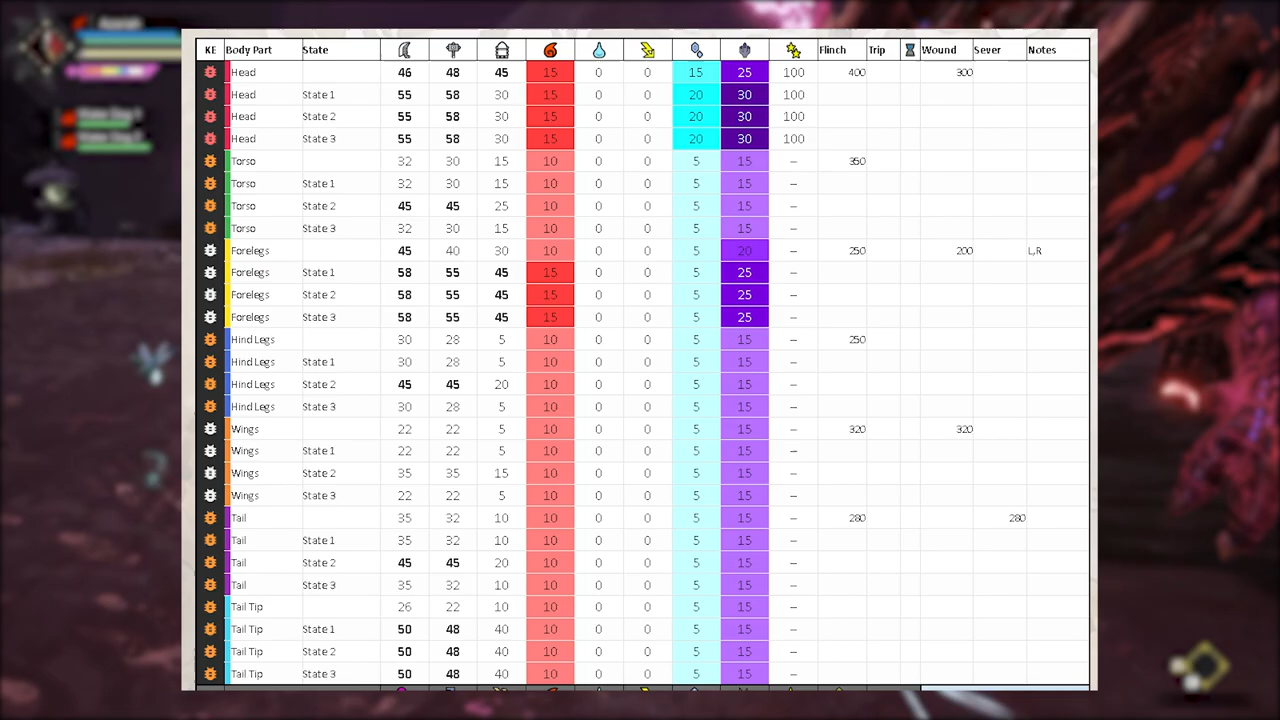 KE Body Part State Flinch Trip Wound Sever Notes
Head 46 48 45 15 0 0 15 25 100 400 300
Head State 1 55 58 30 15 0 0 20 30 100
Head State 2 55 58 30 15 0 0 20 30 100
Head State 3 55 58 30 15 0 0 20 30 100
Torso 32 30 15 10 0 0 5 15 – 350
Torso State 1 32 30 15 10 0 0 5 15 –
Torso State 2 45 45 25 10 0 0 5 15 –
Torso State 3 32 30 15 10 0 0 5 15 –
Forelegs 45 40 30 10 0 0 5 20 – 250 200 L,R
Forelegs State 1 58 55 45 15 0 0 5 25 –
Forelegs State 2 58 55 45 15 0 0 5 25 –
Forelegs State 3 58 55 45 15 0 0 5 25 –
Hind Legs 30 28 5 10 0 0 5 15 – 250
Hind Legs State 1 30 28 5 10 0 0 5 15 –
Hind Legs State 2 45 45 20 10 0 0 5 15 –
Hind Legs State 3 30 28 5 10 0 0 5 15 –
Wings 22 22 5 10 0 0 5 15 – 320 320
Wings State 1 22 22 5 10 0 0 5 15 –
Wings State 2 35 35 15 10 0 0 5 15 –
Wings State 3 22 22 5 10 0 0 5 15 –
Tail 35 32 10 10 0 0 5 15 – 280 280
Tail State 1 35 32 10 10 0 0 5 15 –
Tail State 2 45 45 20 10 0 0 5 15 –
Tail State 3 35 32 10 10 0 0 5 15 –
Tail Tip 26 22 10 10 0 0 5 15 –
Tail Tip State 1 50 48 40 10 0 0 5 15 –
Tail Tip State 2 50 48 40 10 0 0 5 15 –
Tail Tip State 3 50 48 40 10 0 0 5 15 –